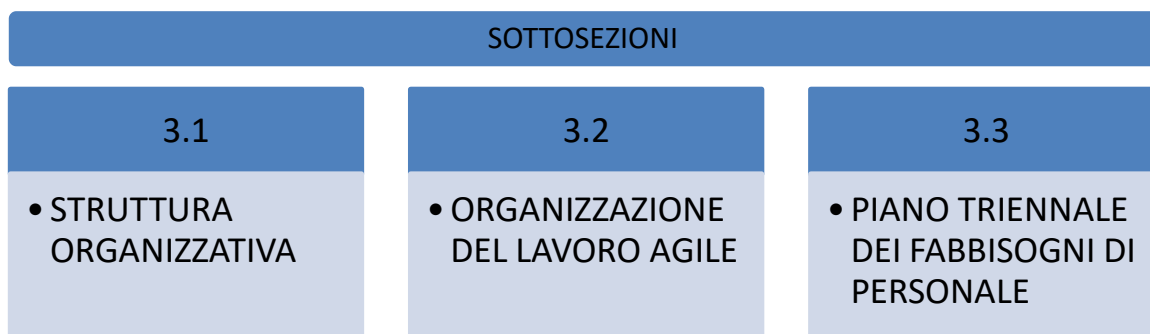 SOTTOSEZIONI
3.1
• STRUTTURA
ORGANIZZATIVA
3.2
• ORGANIZZAZIONE
DEL LAVORO AGILE
3.3
• PIANO TRIENNALE
DEI FABBISOGNI DI
PERSONALE